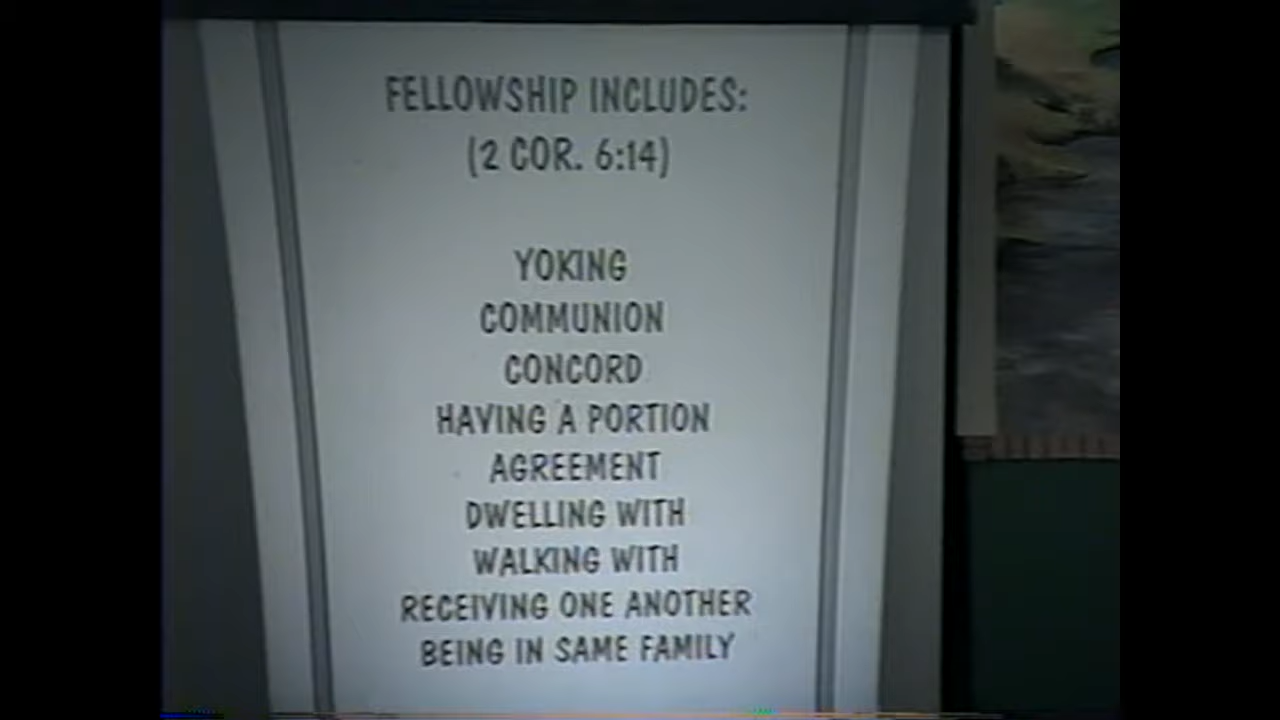 FELLOWSHIP INCLUDES:
(2 COR. 6:14)
YOKING
COMMUNION
CONCORD
HAVING A PORTION
AGREEMENT
DWELLING WITH
WALKING WITH
RECEIVING ONE ANOTHER
BEING IN SAME FAMILY